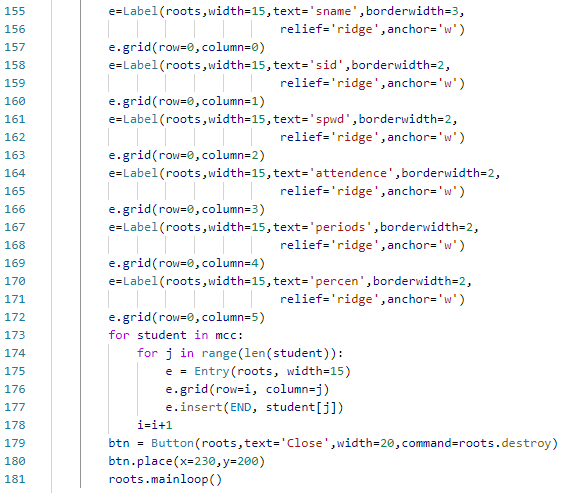 155 e=Label(roots,width=15,text='sname',borderwidth=3,
156 relief='ridge',anchor='w')
157 e.grid(row=0,column=0)
158 e=Label(roots,width=15,text='sid',borderwidth=2,
159 relief='ridge',anchor='w')
160 e.grid(row=0,column=1)
161 e=Label(roots,width=15,text='spwd',borderwidth=2,
162 relief='ridge',anchor='w')
163 e.grid(row=0,column=2)
164 e=Label(roots,width=15,text='attendence',borderwidth=2,
165 relief='ridge',anchor='w')
166 e.grid(row=0,column=3)
167 e=Label(roots,width=15,text='periods',borderwidth=2,
168 relief='ridge',anchor='w')
169 e.grid(row=0,column=4)
170 e=Label(roots,width=15,text='percen',borderwidth=2,
171 relief='ridge',anchor='w')
172 e.grid(row=0,column=5)
173 for student in mcc:
174 for j in range(len(student)):
175 e = Entry(roots, width=15)
176 e.grid(row=i, column=j)
177 e.insert(END, student[j])
178 i=i+1
179 btn = Button(roots,text='Close',width=20,command=roots.destroy)
180 btn.place(x=230,y=200)
181 roots.mainloop()